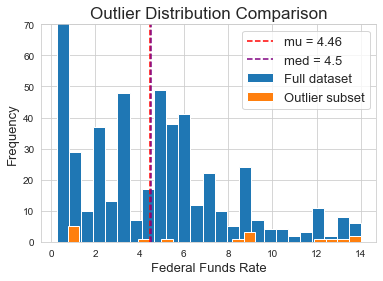 Outlier Distribution Comparison
70
60
50
40
30
20
10
0
Frequency
mu = 4.46
med = 4.5
Full dataset
Outlier subset
0 2 4 6 8 10 12 14
Federal Funds Rate